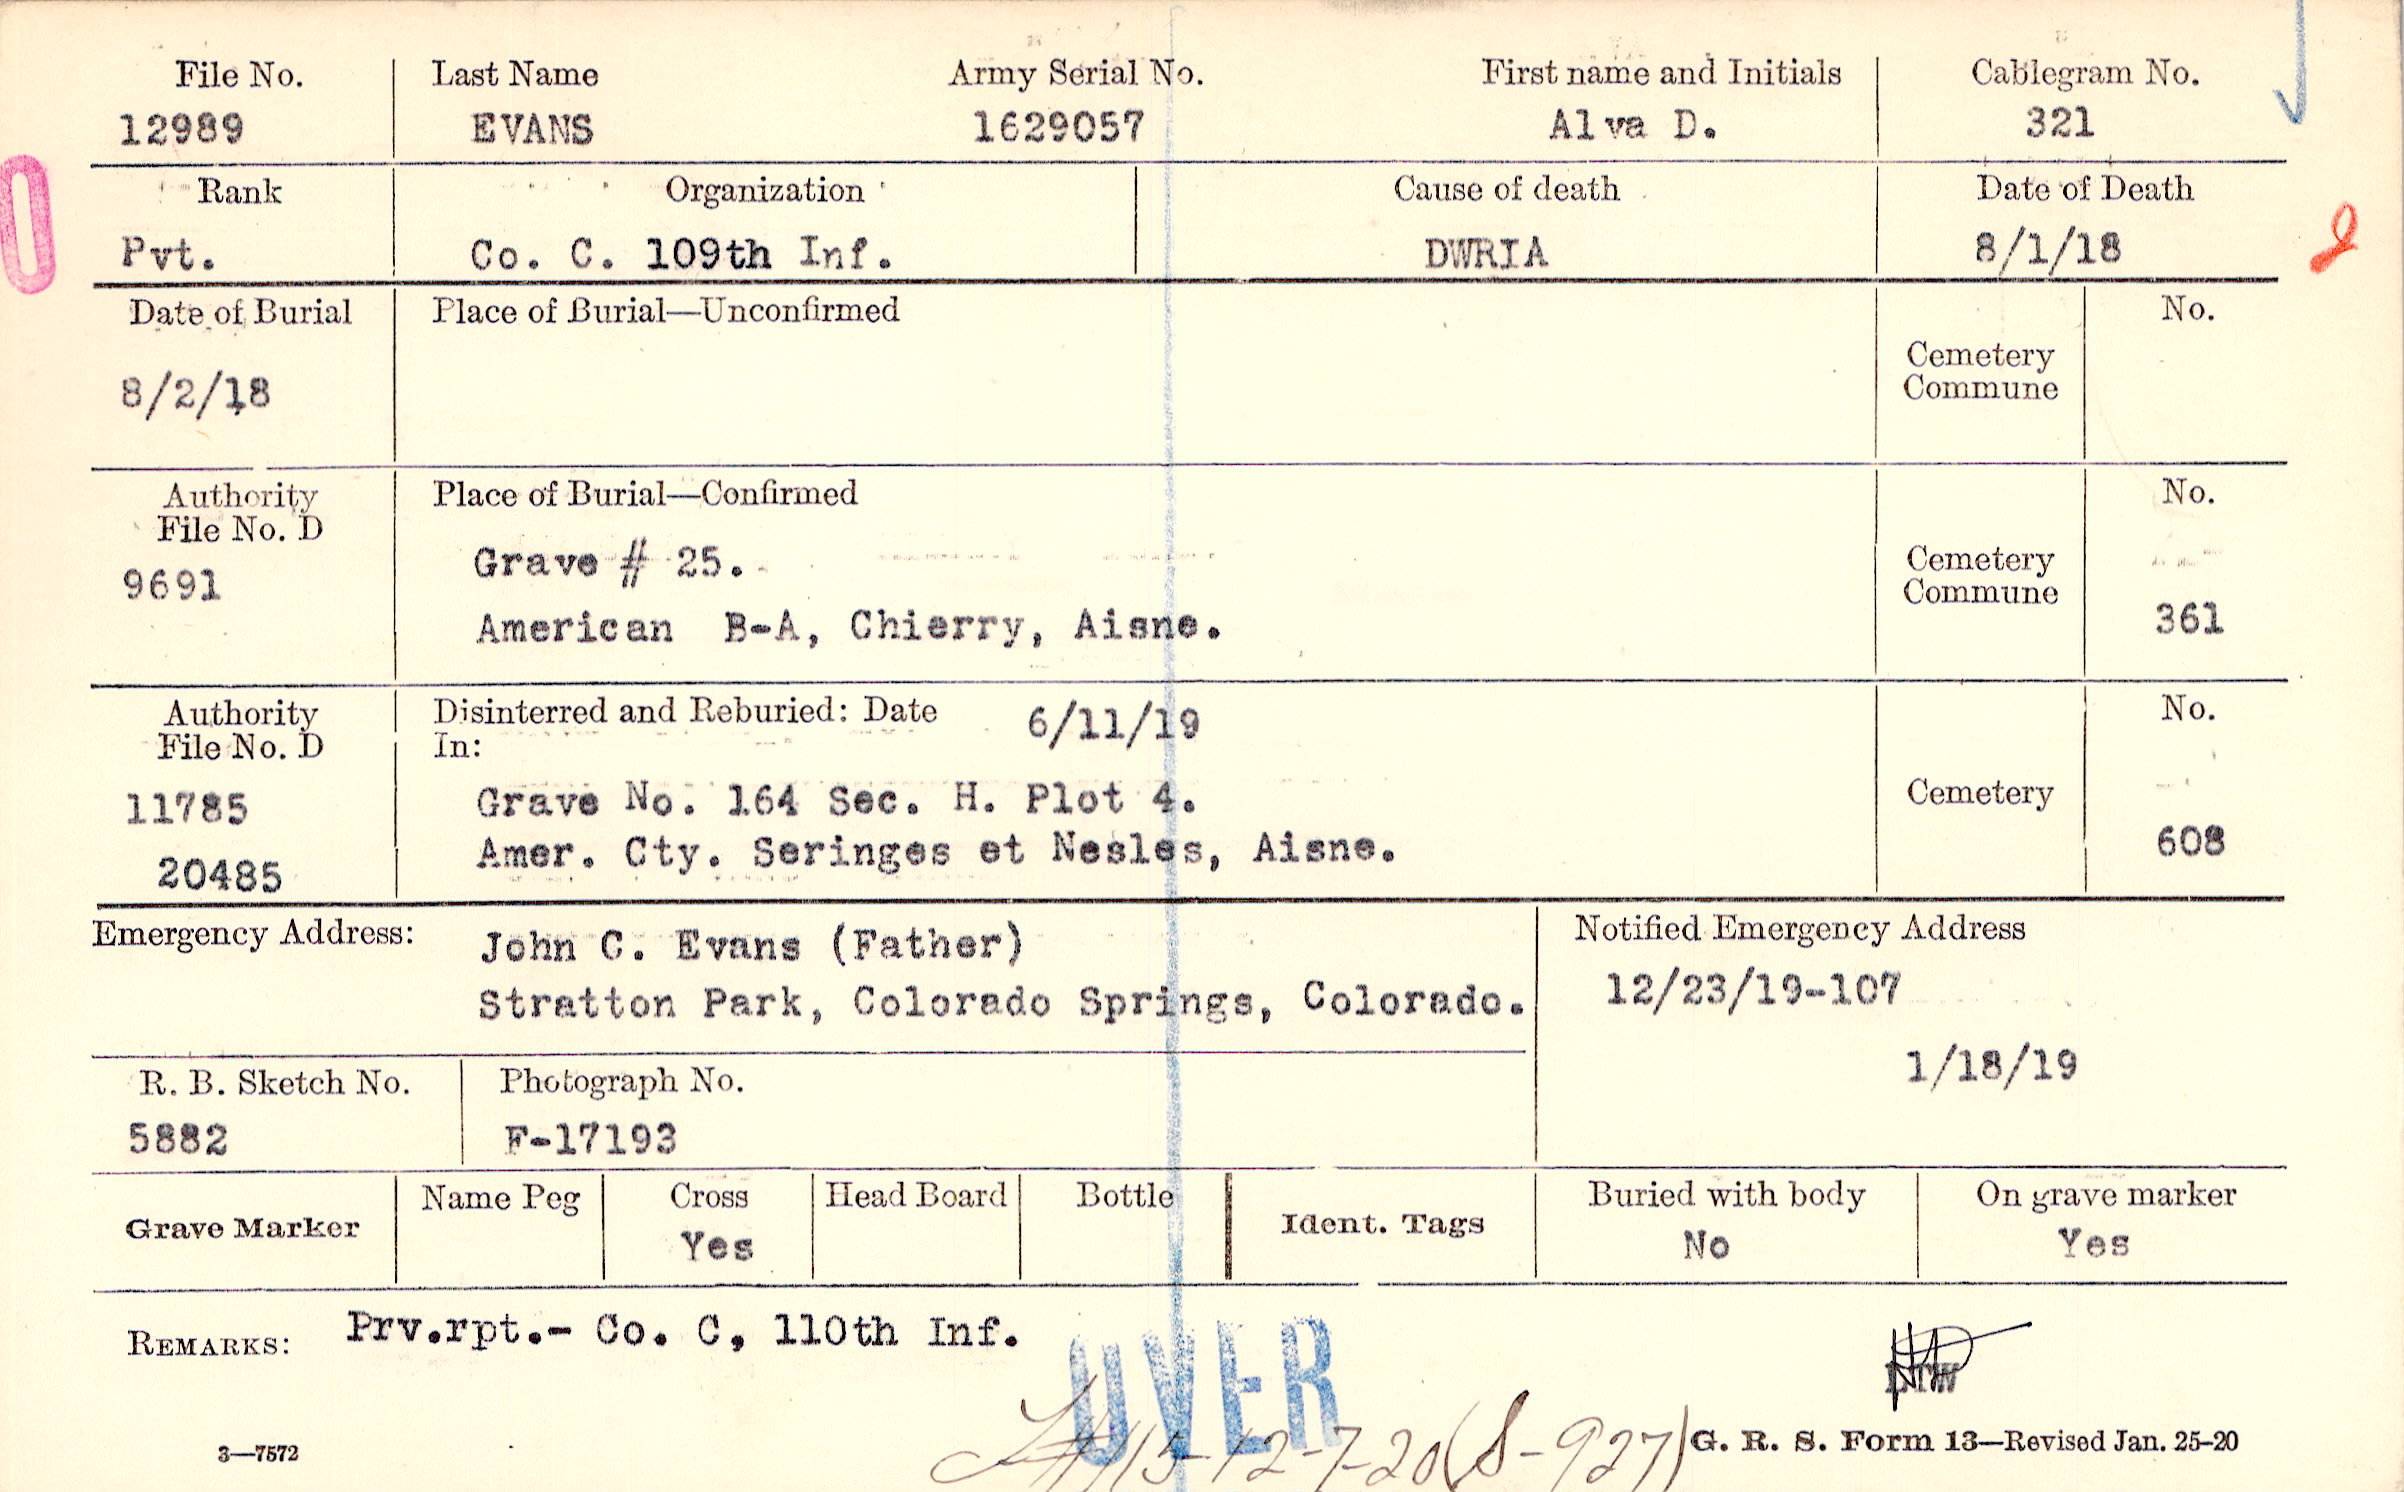 File No. Last Name Army Serial No. First name and Initials Cablegram No.
12989 EVANS 1629057 Alva D. 321
Rank Organization Cause of death Date of Death
Pvt. Co. C. 109th Inf. DWRIA 8/1/18
Date of Burial Place of Burial—Unconfirmed No.
8/2/18 Cemetery
Commune
Authority Place of Burial—Confirmed No.
File No. D
9691 Grave # 25. Cemetery
Commune
American B-A, Chierry, Aisne. 361
Authority Disinterred and Reburied: Date 6/11/19 No.
File No. D In:
11785 Grave No. 164 Sec. H. Plot 4. Cemetery
20485 Amer. Cty. Seringes et Nesles, Aisne. 608
Emergency Address: John C. Evans (Father) Notified Emergency Address
Stratton Park, Colorado Springs, Colorado. 12/23/19-107
1/18/19
R. B. Sketch No. Photograph No.
5882 F-17193
Grave Marker Name Peg Cross Head Board Bottle Ident. Tags Buried with body On grave marker
Yes No Yes
REMARKS: Prv.rpt.- Co. C, 110th Inf.
OVER
12-7-20 (S-927)
3—7572 G. R. S. Form 13—Revised Jan. 25-20